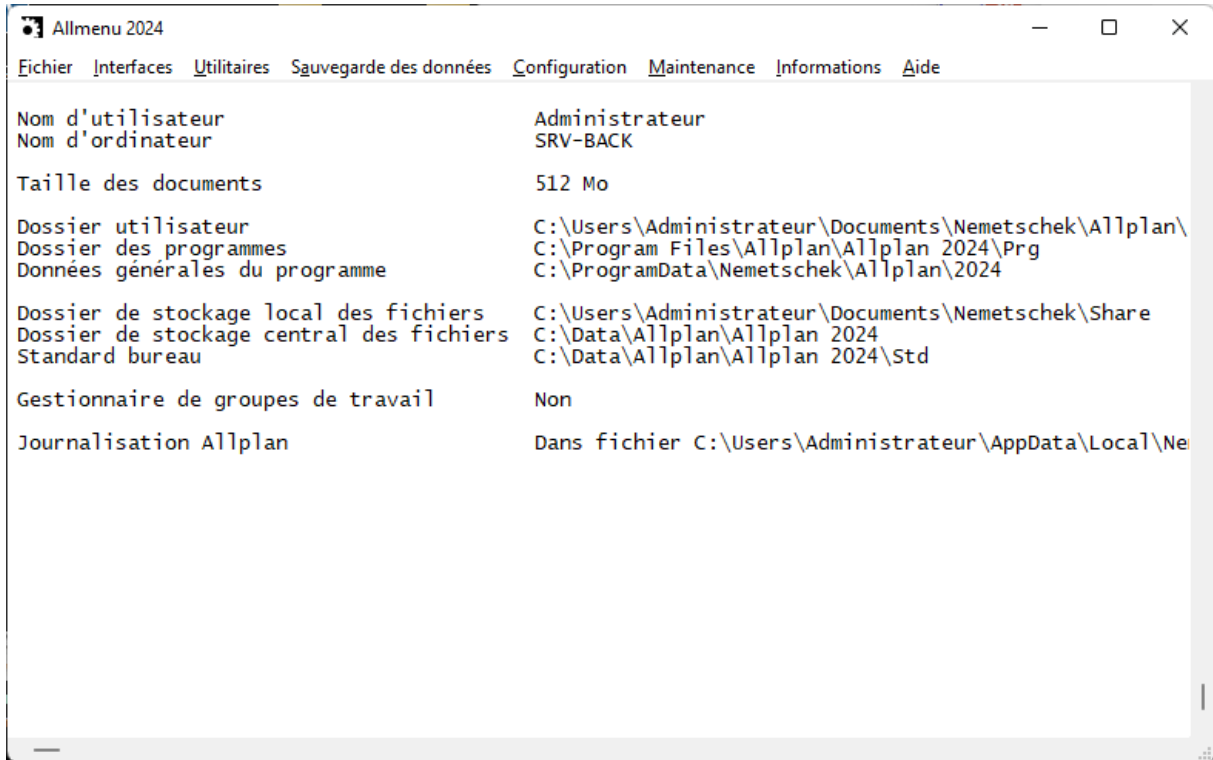 Allmenu 2024
Fichier Interfaces Utilitaires Sauvegarde des données Configuration Maintenance Informations Aide
Nom d'utilisateur Administrateur
Nom d'ordinateur SRV-BACK
Taille des documents 512 Mo
Dossier utilisateur C:\Users\Administrateur\Documents\Nemetschek\Allplan\
Dossier des programmes C:\Program Files\Allplan\Allplan 2024\Prg
Données générales du programme C:\ProgramData\Nemetschek\Allplan\2024
Dossier de stockage local des fichiers C:\Users\Administrateur\Documents\Nemetschek\Share
Dossier de stockage central des fichiers C:\Data\Allplan\Allplan 2024
Standard bureau C:\Data\Allplan\Allplan 2024\Std
Gestionnaire de groupes de travail Non
Journalisation Allplan Dans fichier C:\Users\Administrateur\AppData\Local\Ne